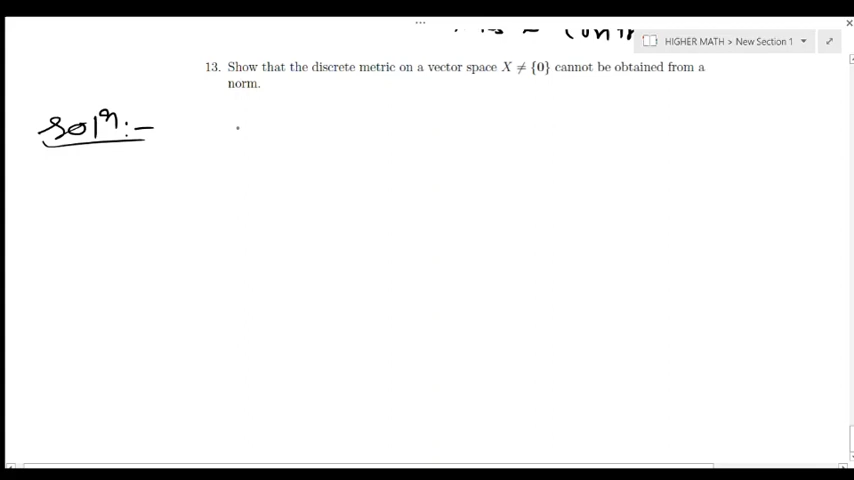 HIGHER MATH > New Section 1
13. Show that the discrete metric on a vector space X ≠ {0} cannot be obtained from a
norm.
Solⁿ:-